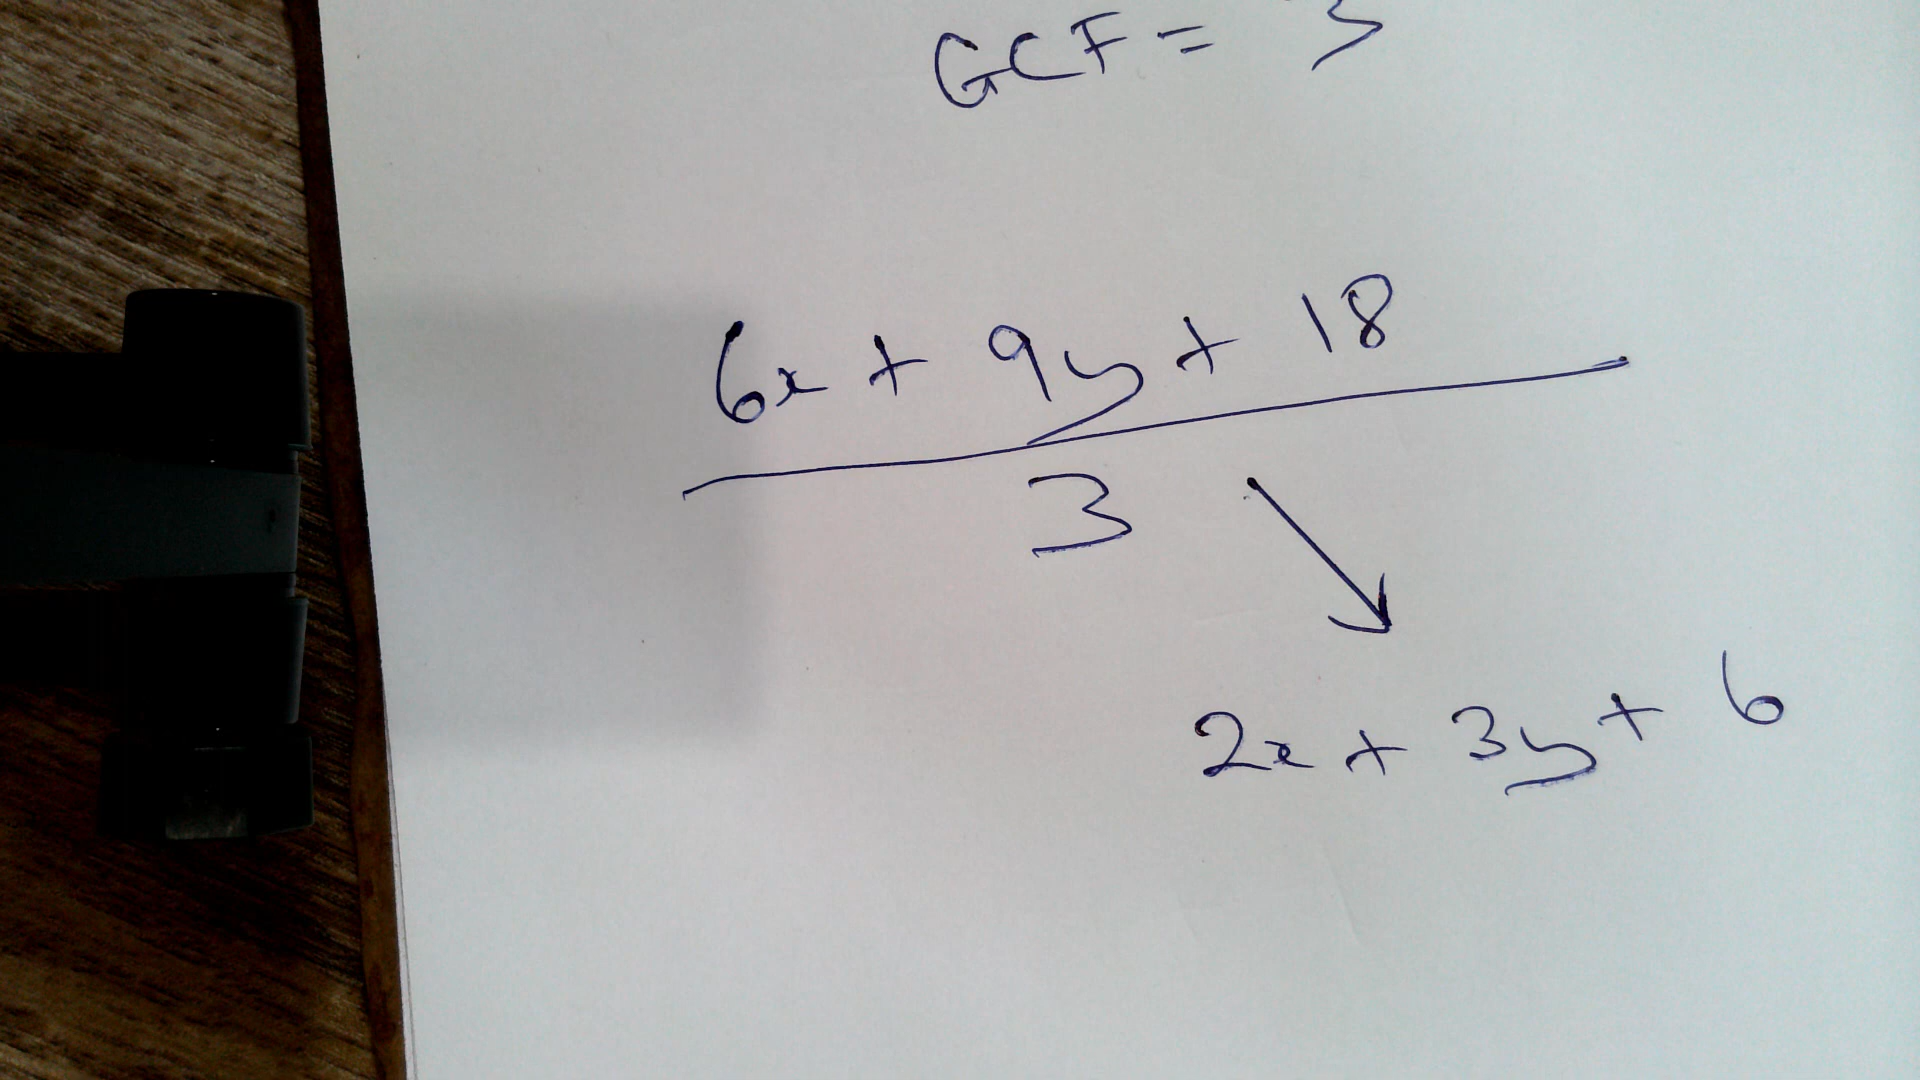 GCF = 3
6x + 9y + 18
3
2x + 3y + 6